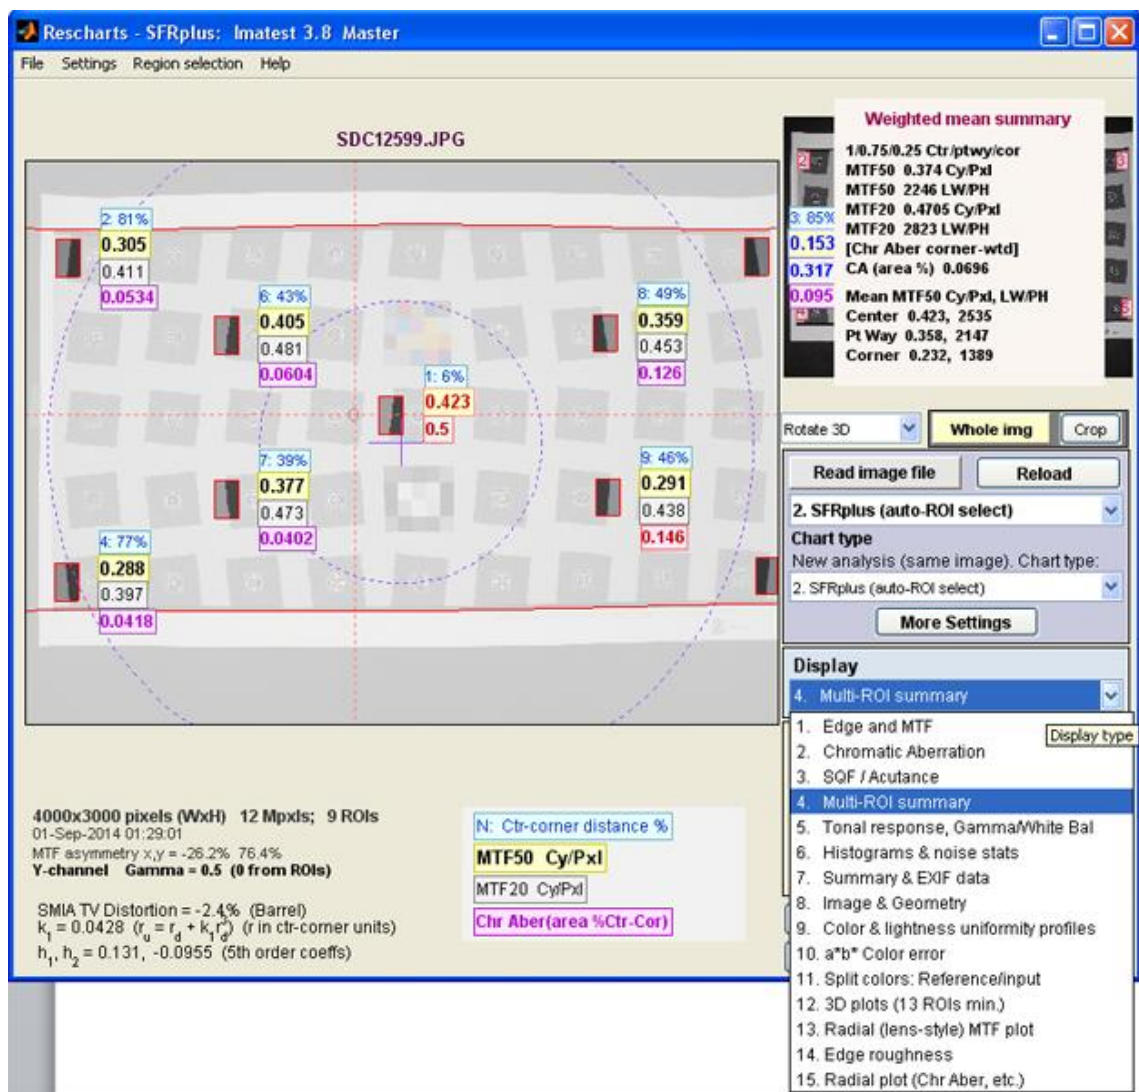 Rescharts - SFRplus: Imatest 3.8 Master
File Settings Region selection Help
SDC12599.JPG
2: 81%
0.305
0.411
0.0534
6: 43%
0.405
0.481
0.0604
8: 49%
0.359
0.453
0.126
1: 6%
0.423
0.5
7: 39%
0.377
0.473
0.0402
9: 46%
0.291
0.438
0.146
4: 77%
0.288
0.397
0.0418
2
3
3: 85%
0.153
0.317
0.095
4
5
Weighted mean summary
1/0.75/0.25 Ctr/ptwy/cor
MTF50 0.374 Cy/Pxl
MTF50 2246 LW/PH
MTF20 0.4705 Cy/Pxl
MTF20 2823 LW/PH
[Chr Aber corner-wtd]
CA (area %) 0.0696
Mean MTF50 Cy/Pxl, LW/PH
Center 0.423, 2535
Pt Way 0.358, 2147
Corner 0.232, 1389
Rotate 3D
Whole img
Crop
Read image file
Reload
2. SFRplus (auto-ROI select)
Chart type
New analysis (same image). Chart type:
2. SFRplus (auto-ROI select)
More Settings
Display
4. Multi-ROI summary
1. Edge and MTF
Display type
2. Chromatic Aberration
3. SQF / Acutance
4. Multi-ROI summary
5. Tonal response, Gamma/White Bal
6. Histograms & noise stats
7. Summary & EXIF data
8. Image & Geometry
9. Color & lightness uniformity profiles
10. a*b* Color error
11. Split colors: Reference/input
12. 3D plots (13 ROIs min.)
13. Radial (lens-style) MTF plot
14. Edge roughness
15. Radial plot (Chr Aber, etc.)
4000x3000 pixels (WxH) 12 Mpxls; 9 ROIs
01-Sep-2014 01:29:01
MTF asymmetry x,y = -26.2% 76.4%
Y-channel Gamma = 0.5 (0 from ROIs)
SMIA TV Distortion = -2.4% (Barrel)
k₁ = 0.0428 (rᵤ = r_d + k₁r_d³) (r in ctr-corner units)
h₁, h₂ = 0.131, -0.0955 (5th order coeffs)
N: Ctr-corner distance %
MTF50 Cy/Pxl
MTF20 Cy/Pxl
Chr Aber(area %Ctr-Cor)